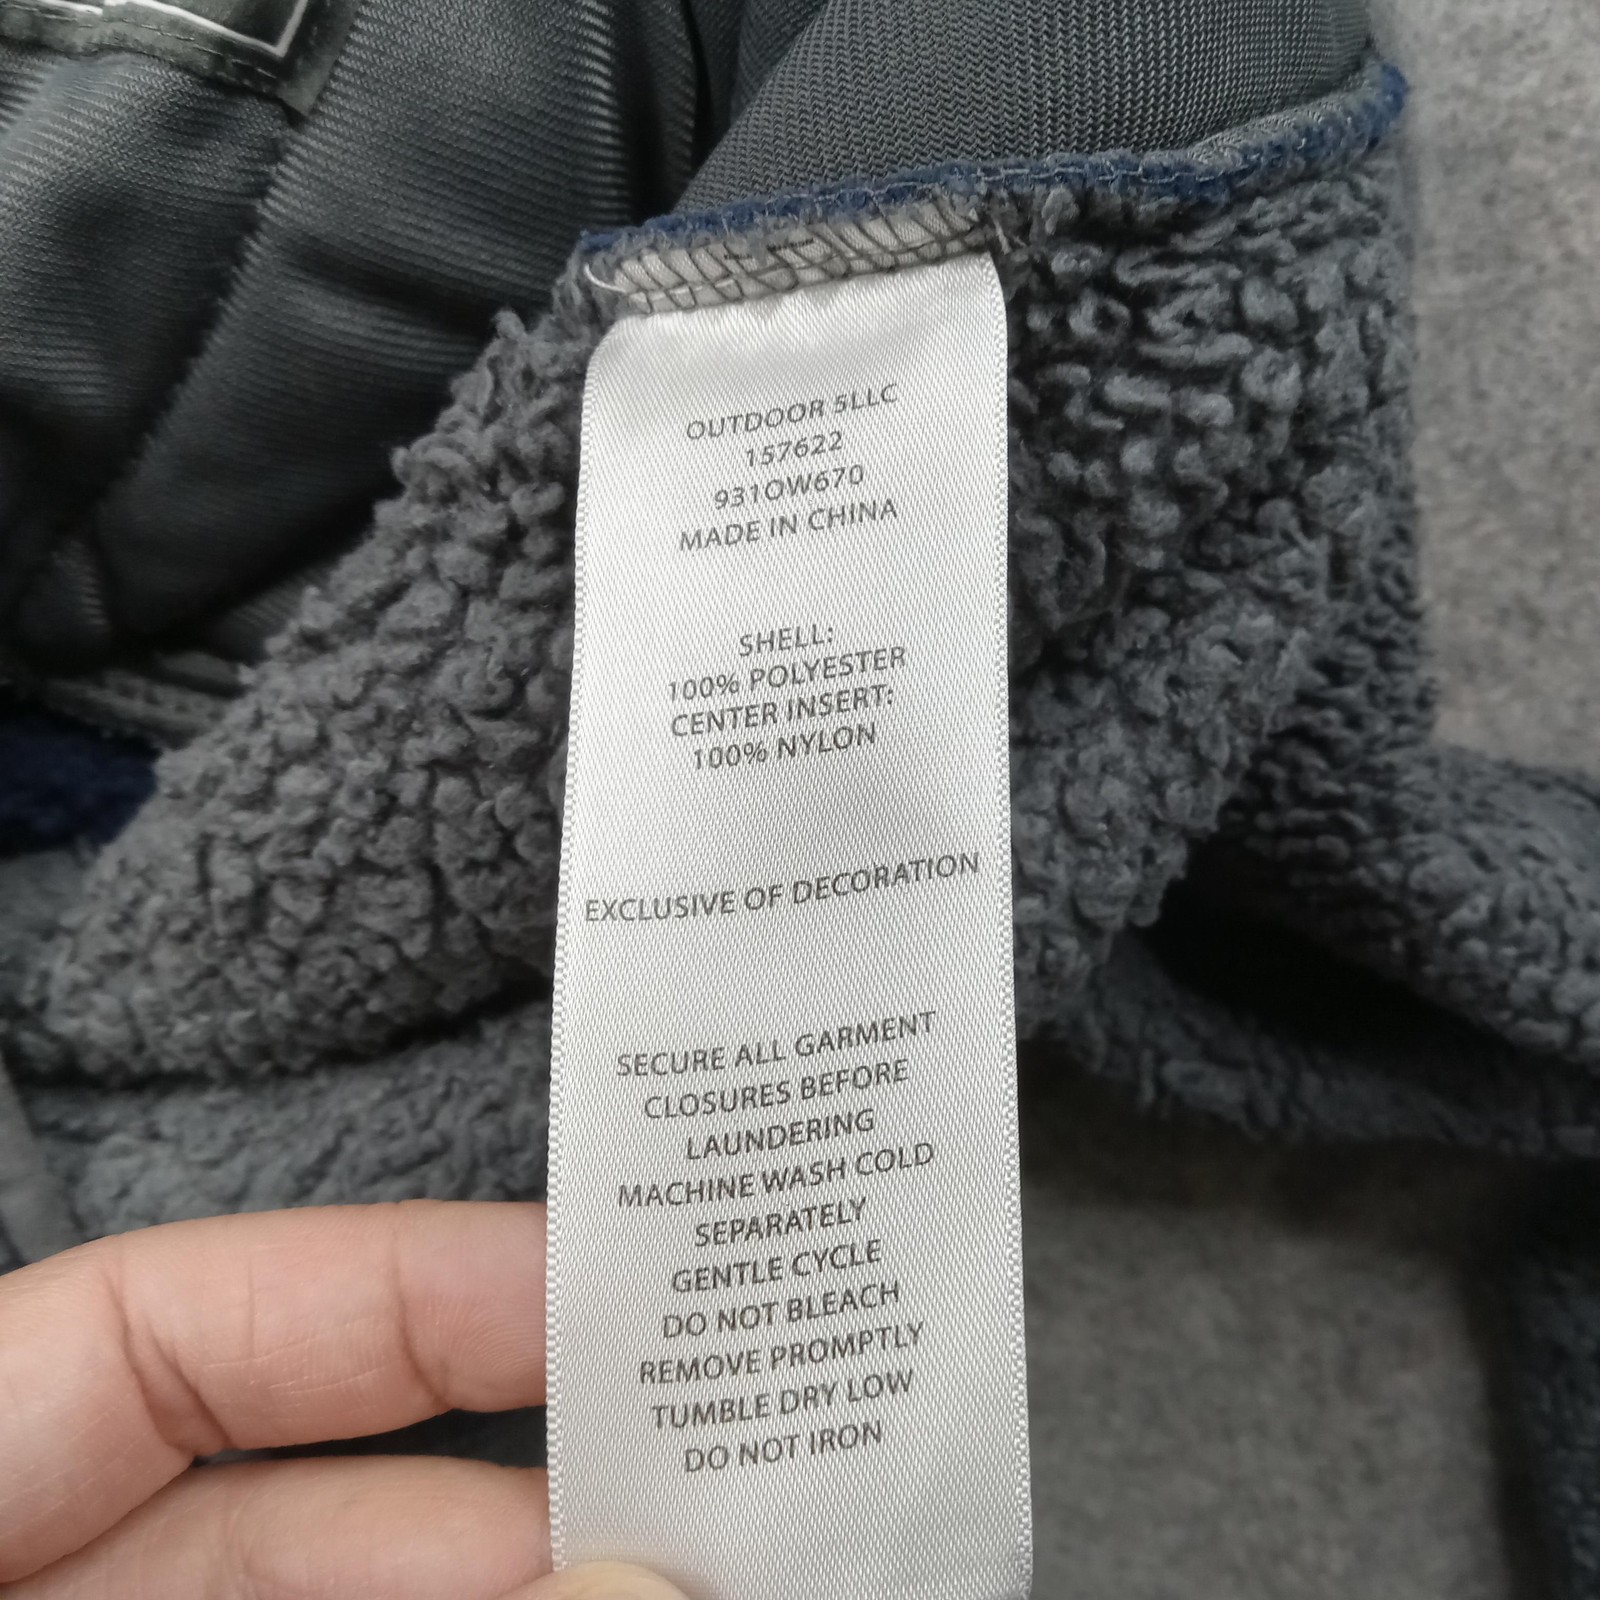 OUTDOOR 5LLC
157622
931OW670
MADE IN CHINA
SHELL:
100% POLYESTER
CENTER INSERT:
100% NYLON
EXCLUSIVE OF DECORATION
SECURE ALL GARMENT
CLOSURES BEFORE
LAUNDERING
MACHINE WASH COLD
SEPARATELY
GENTLE CYCLE
DO NOT BLEACH
REMOVE PROMPTLY
TUMBLE DRY LOW
DO NOT IRON